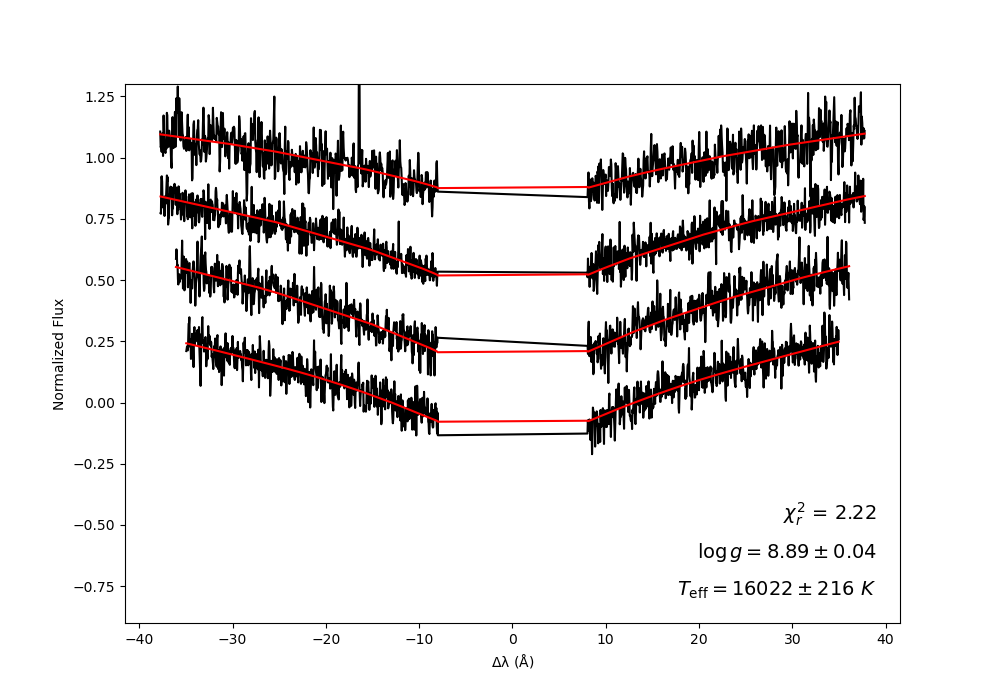 1.25
1.00
0.75
0.50
0.25
0.00
−0.25
−0.50
−0.75
Normalized Flux
χ²ᵣ = 2.22
log g = 8.89 ± 0.04
T_eff = 16022 ± 216 K
−40 −30 −20 −10 0 10 20 30 40
Δλ (Å)